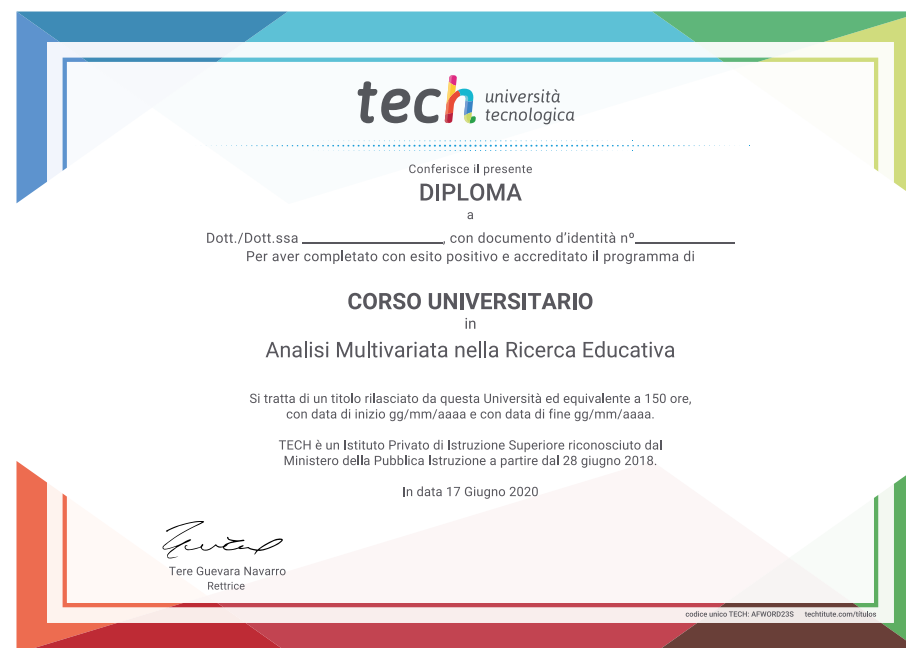 tech università
tecnologica
Conferisce il presente
DIPLOMA
a
Dott./Dott.ssa ________________, con documento d'identità nº___________
Per aver completato con esito positivo e accreditato il programma di
CORSO UNIVERSITARIO
in
Analisi Multivariata nella Ricerca Educativa
Si tratta di un titolo rilasciato da questa Università ed equivalente a 150 ore,
con data di inizio gg/mm/aaaa e con data di fine gg/mm/aaaa.
TECH è un Istituto Privato di Istruzione Superiore riconosciuto dal
Ministero della Pubblica Istruzione a partire dal 28 giugno 2018.
In data 17 Giugno 2020
Tere Guevara Navarro
Rettrice
codice unico TECH: AFWORD23S techtitute.com/titulos